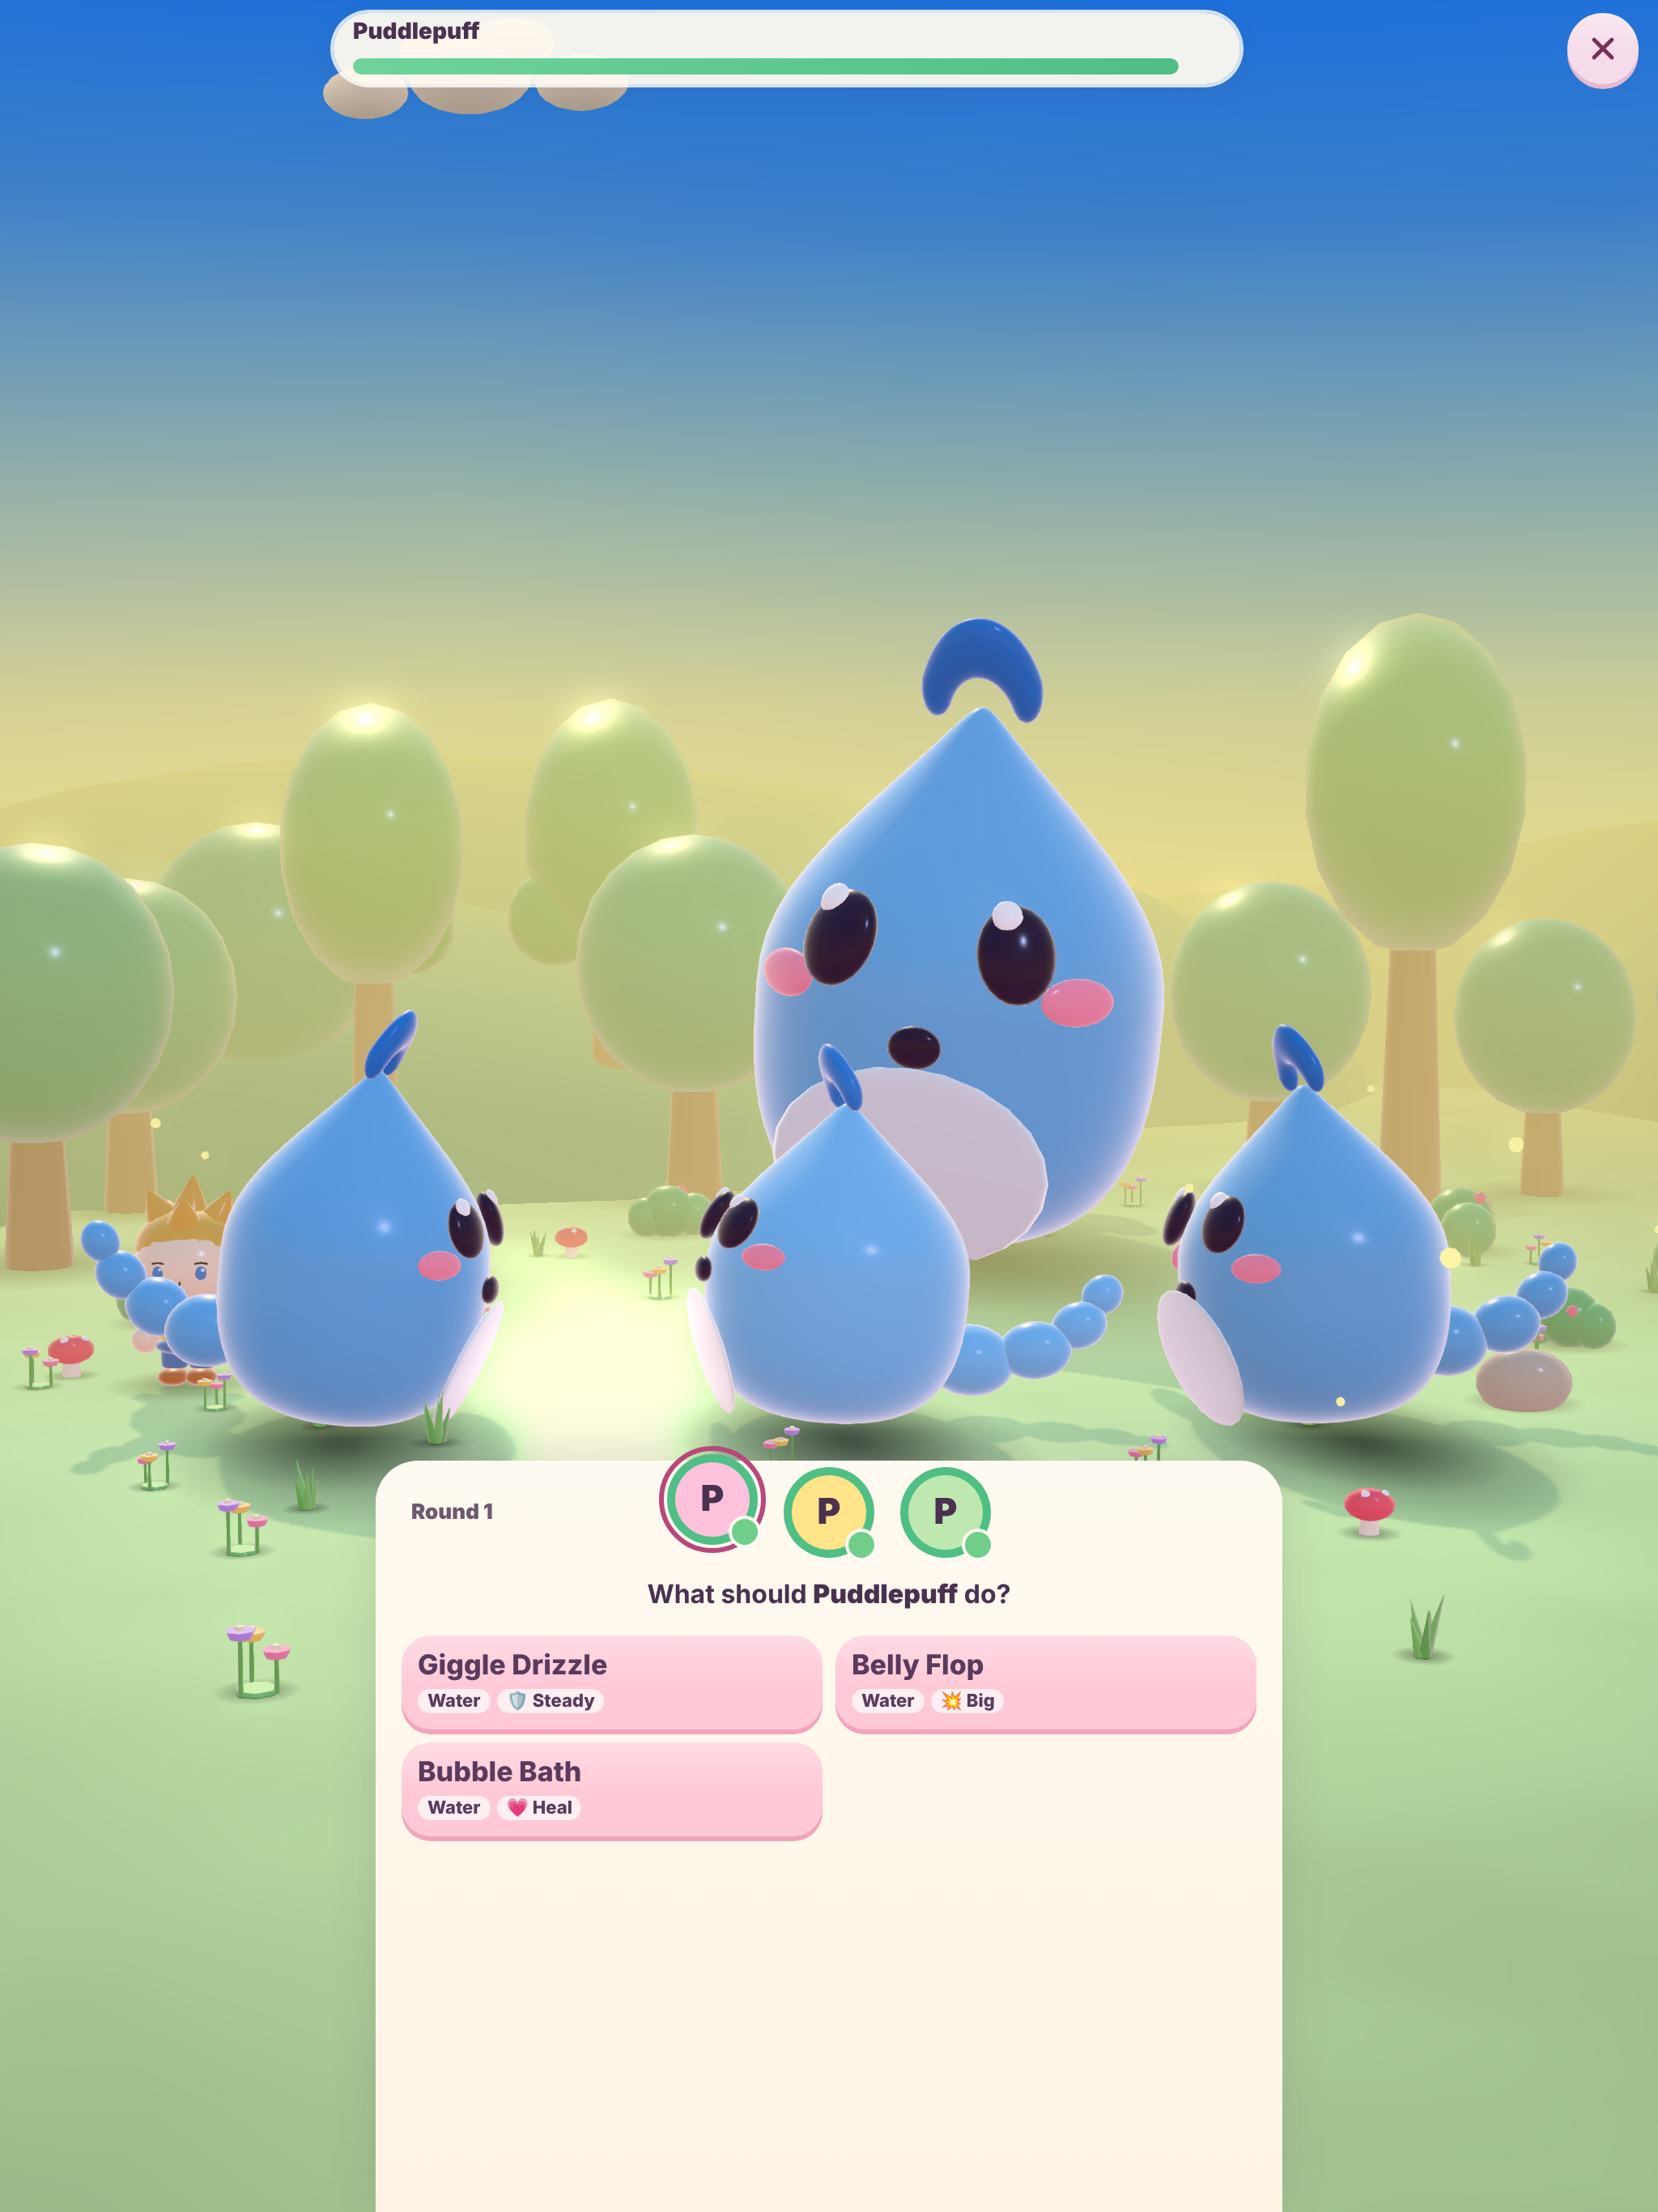 Puddlepuff
Round 1
P
P
P
What should Puddlepuff do?
Giggle Drizzle
Water 🛡️ Steady
Belly Flop
Water 💥 Big
Bubble Bath
Water 💗 Heal